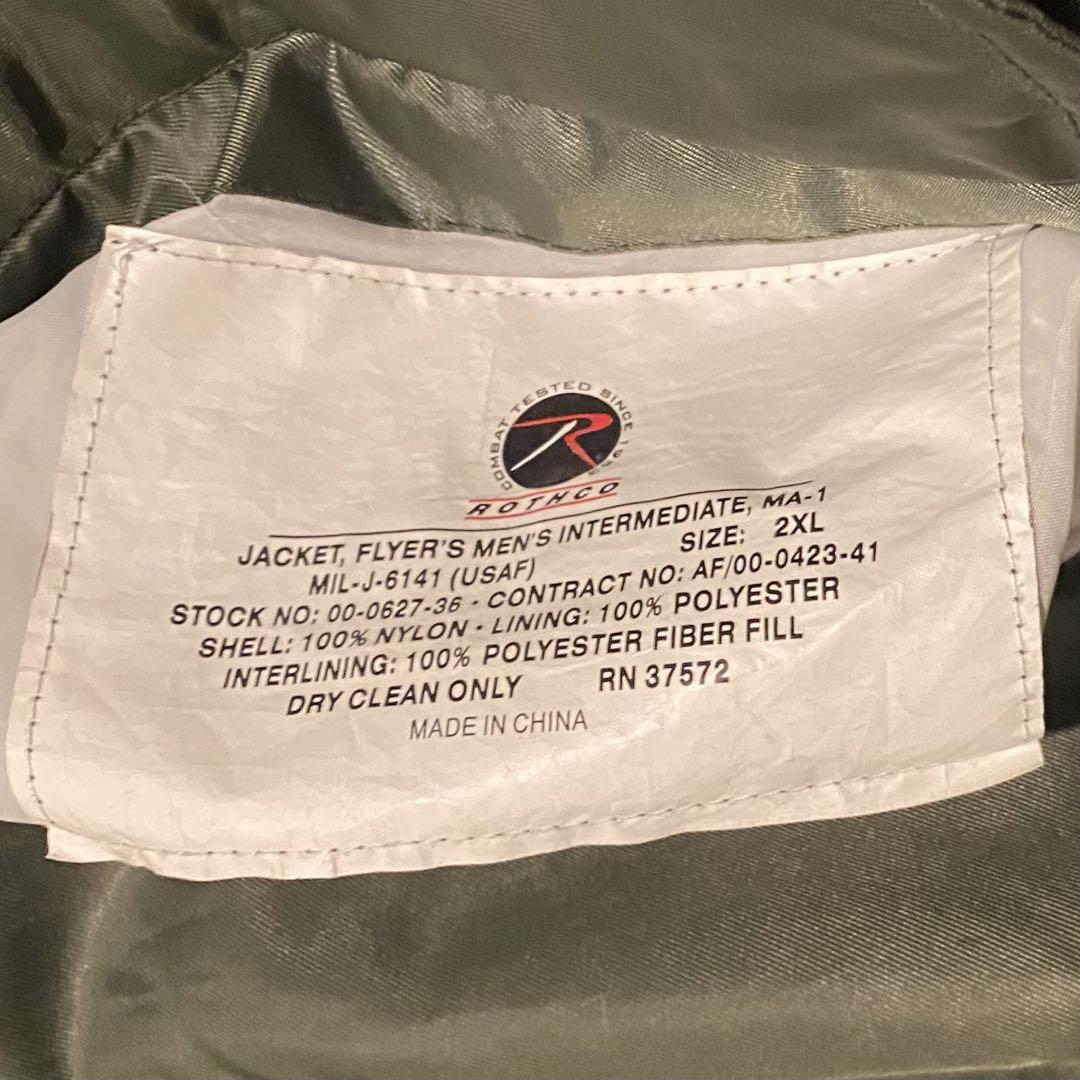 COMBAT TESTED SINCE 1953
ROTHCO
JACKET, FLYER'S MEN'S INTERMEDIATE, MA-1
MIL-J-6141 (USAF) SIZE: 2XL
STOCK NO: 00-0627-36 · CONTRACT NO: AF/00-0423-41
SHELL: 100% NYLON · LINING: 100% POLYESTER
INTERLINING: 100% POLYESTER FIBER FILL
DRY CLEAN ONLY RN 37572
MADE IN CHINA